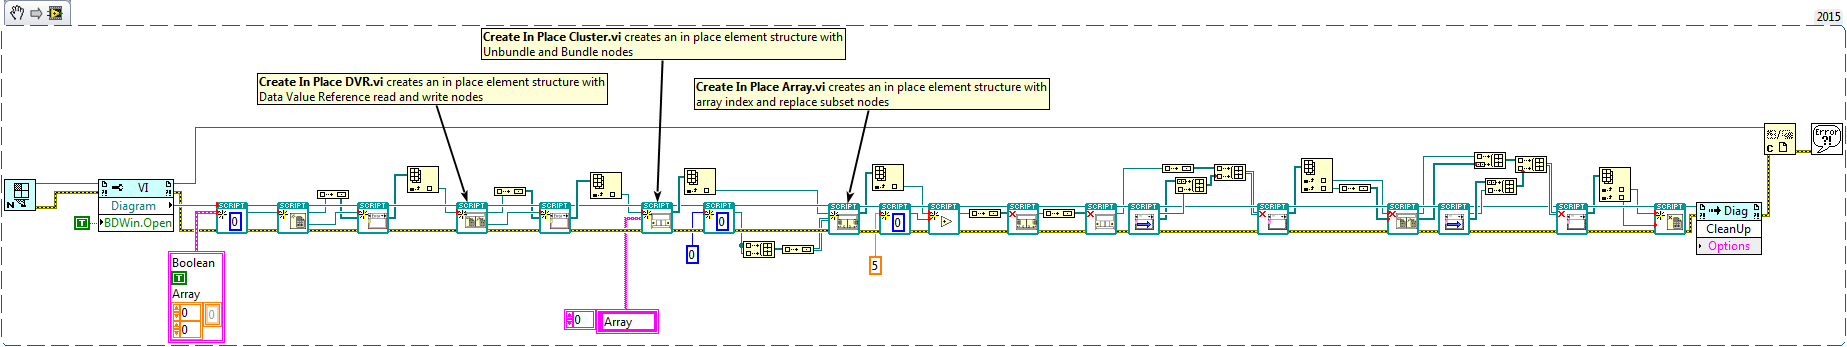 2015
Create In Place Cluster.vi creates an in place element structure with
Unbundle and Bundle nodes
Create In Place DVR.vi creates an in place element structure with
Data Value Reference read and write nodes
Create In Place Array.vi creates an in place element structure with
array index and replace subset nodes
C
Error
?!
N
VI
Diagram
T
BDWin.Open
SCRIPT
0
SCRIPT
SCRIPT
SCRIPT
SCRIPT
SCRIPT
SCRIPT
0
SCRIPT
SCRIPT
0
SCRIPT
SCRIPT
SCRIPT
SCRIPT
SCRIPT
SCRIPT
SCRIPT
SCRIPT
SCRIPT
Diag
CleanUp
Options
0
5
Boolean
T
Array
0
0
0
0
Array